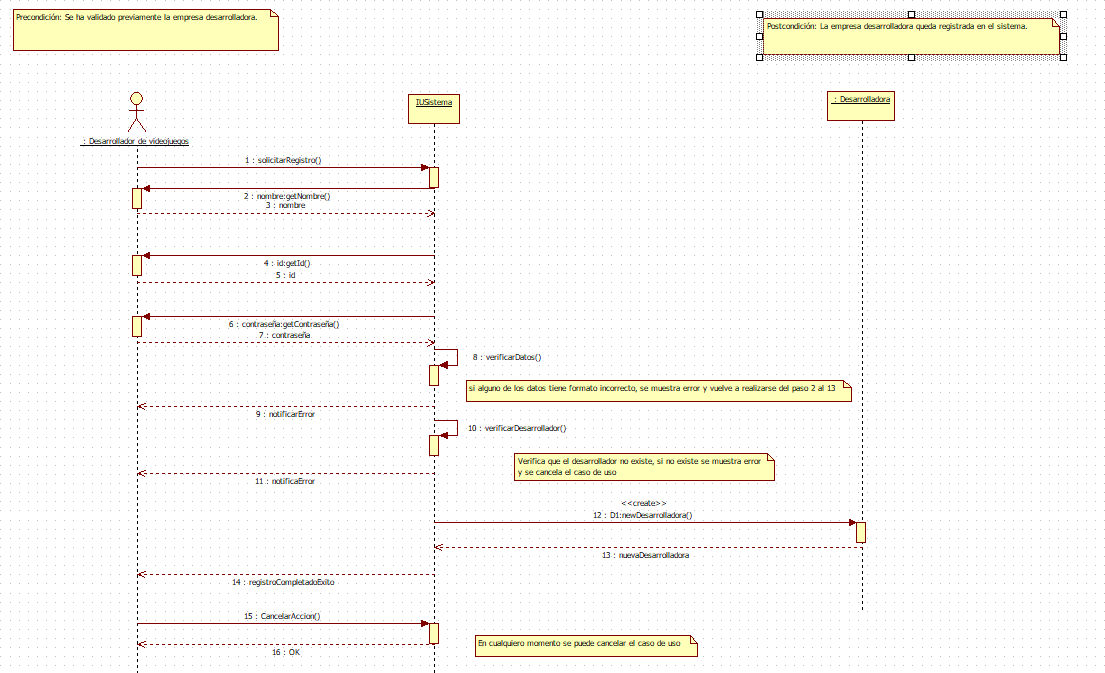 Precondición: Se ha validado previamente la empresa desarrolladora.
Postcondición: La empresa desarrolladora queda registrada en el sistema.
IUSistema
: Desarrolladora
: Desarrollador de videojuegos
1 : solicitarRegistro()
2 : nombre:getNombre()
3 : nombre
4 : id:getId()
5 : id
6 : contraseña:getContraseña()
7 : contraseña
8 : verificarDatos()
si alguno de los datos tiene formato incorrecto, se muestra error y vuelve a realizarse del paso 2 al 13
9 : notificarError
10 : verificarDesarrollador()
Verifica que el desarrollador no existe, si no existe se muestra error
y se cancela el caso de uso
11 : notificaError
<<create>>
12 : D1:newDesarrolladora()
13 : nuevaDesarrolladora
14 : registroCompletadoExito
15 : CancelarAccion()
En cualquiero momento se puede cancelar el caso de uso
16 : OK